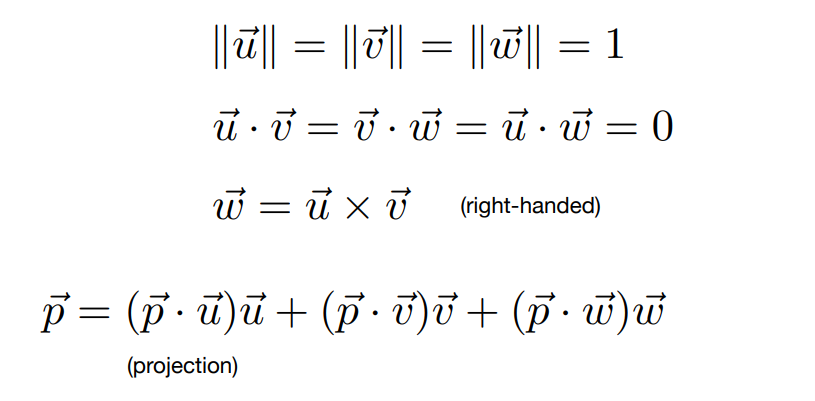 ‖u⃗‖ = ‖v⃗‖ = ‖w⃗‖ = 1
u⃗ · v⃗ = v⃗ · w⃗ = u⃗ · w⃗ = 0
w⃗ = u⃗ × v⃗ (right-handed)
p⃗ = (p⃗ · u⃗)u⃗ + (p⃗ · v⃗)v⃗ + (p⃗ · w⃗)w⃗
(projection)